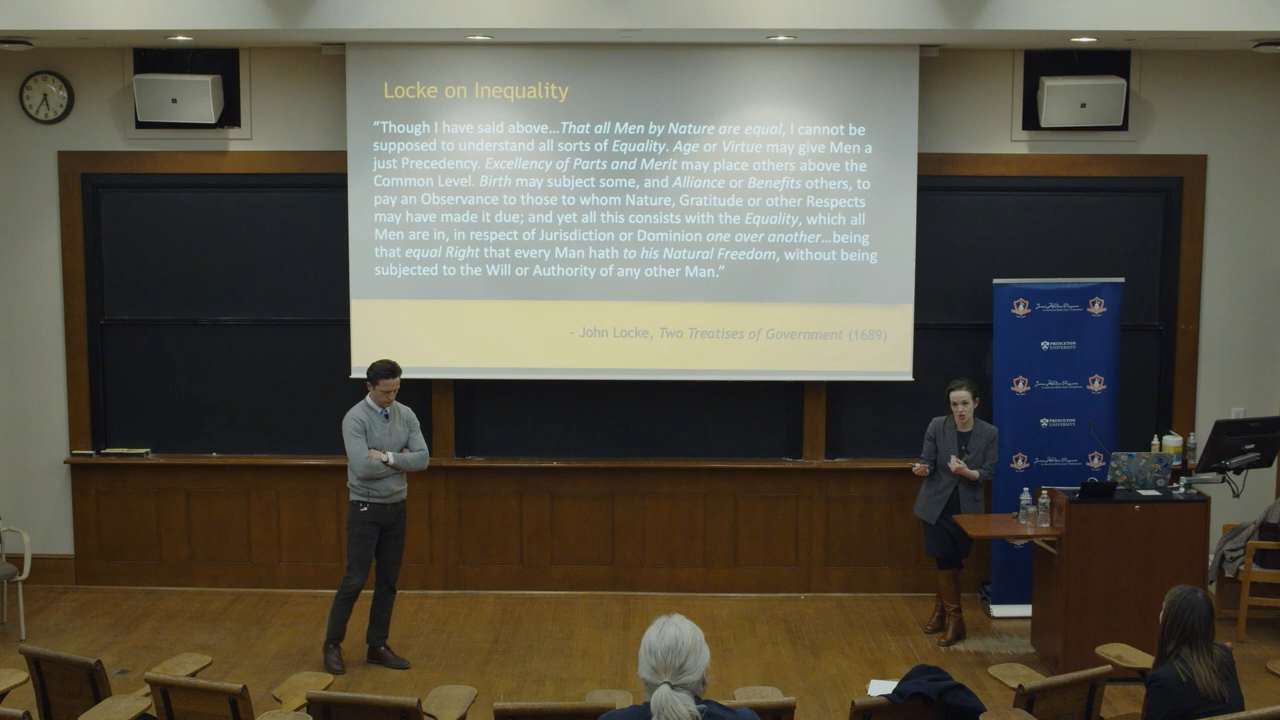 Locke on Inequality
“Though I have said above…That all Men by Nature are equal, I cannot be
supposed to understand all sorts of Equality. Age or Virtue may give Men a
just Precedency. Excellency of Parts and Merit may place others above the
Common Level. Birth may subject some, and Alliance or Benefits others, to
pay an Observance to those to whom Nature, Gratitude or other Respects
may have made it due; and yet all this consists with the Equality, which all
Men are in, in respect of Jurisdiction or Dominion one over another…being
that equal Right that every Man hath to his Natural Freedom, without being
subjected to the Will or Authority of any other Man.”
- John Locke, Two Treatises of Government (1689)
PRINCETON
UNIVERSITY
PRINCETON
UNIVERSITY